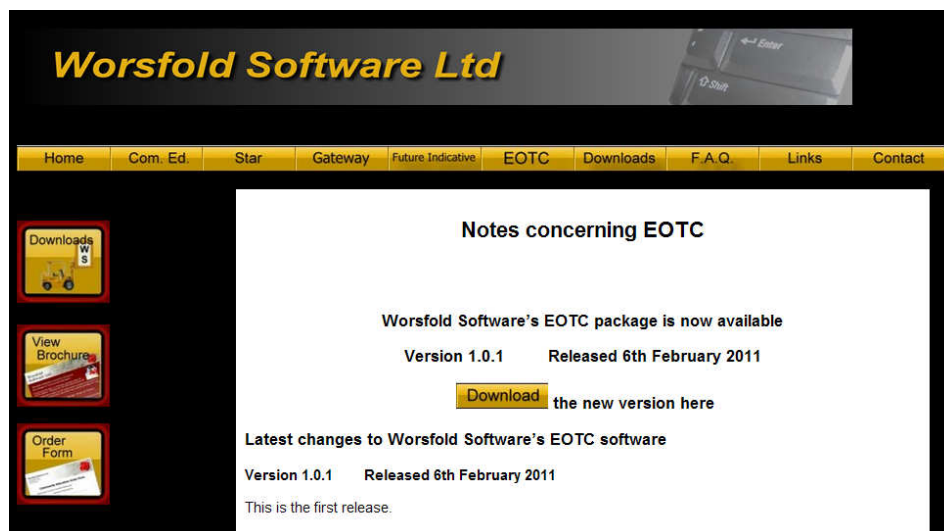 Worsfold Software Ltd
Enter
Shift
Home Com. Ed. Star Gateway Future Indicative EOTC Downloads F.A.Q. Links Contact
Downloads
W
S
View
Brochure
Order
Form
Notes concerning EOTC
Worsfold Software's EOTC package is now available
Version 1.0.1 Released 6th February 2011
Download the new version here
Latest changes to Worsfold Software's EOTC software
Version 1.0.1 Released 6th February 2011
This is the first release.